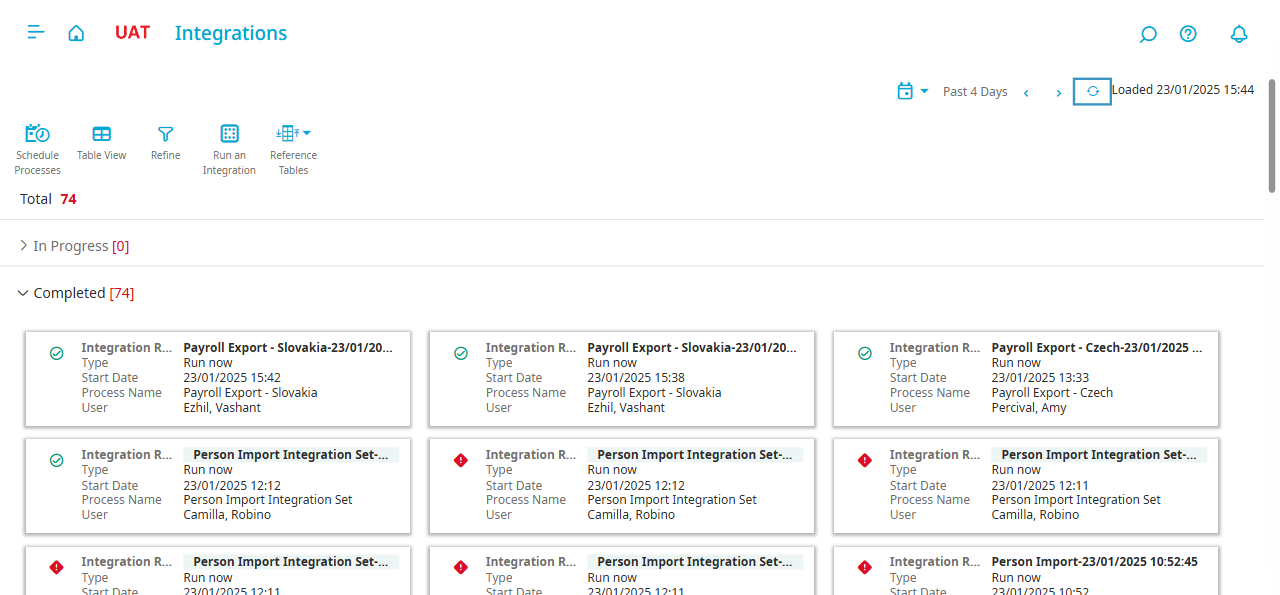 UAT Integrations
Past 4 Days Loaded 23/01/2025 15:44
Schedule Processes
Table View
Refine
Run an Integration
Reference Tables
Total 74
In Progress [0]
Completed [74]
Integration R... Payroll Export - Slovakia-23/01/20...
Type Run now
Start Date 23/01/2025 15:42
Process Name Payroll Export - Slovakia
User Ezhil, Vashant
Integration R... Payroll Export - Slovakia-23/01/20...
Type Run now
Start Date 23/01/2025 15:38
Process Name Payroll Export - Slovakia
User Ezhil, Vashant
Integration R... Payroll Export - Czech-23/01/2025 ...
Type Run now
Start Date 23/01/2025 13:33
Process Name Payroll Export - Czech
User Percival, Amy
Integration R... Person Import Integration Set-...
Type Run now
Start Date 23/01/2025 12:12
Process Name Person Import Integration Set
User Camilla, Robino
Integration R... Person Import Integration Set-...
Type Run now
Start Date 23/01/2025 12:12
Process Name Person Import Integration Set
User Camilla, Robino
Integration R... Person Import Integration Set-...
Type Run now
Start Date 23/01/2025 12:11
Process Name Person Import Integration Set
User Camilla, Robino
Integration R... Person Import Integration Set-...
Type Run now
Start Date 23/01/2025 12:11
Integration R... Person Import Integration Set-...
Type Run now
Start Date 23/01/2025 12:11
Integration R... Person Import-23/01/2025 10:52:45
Type Run now
Start Date 23/01/2025 10:52